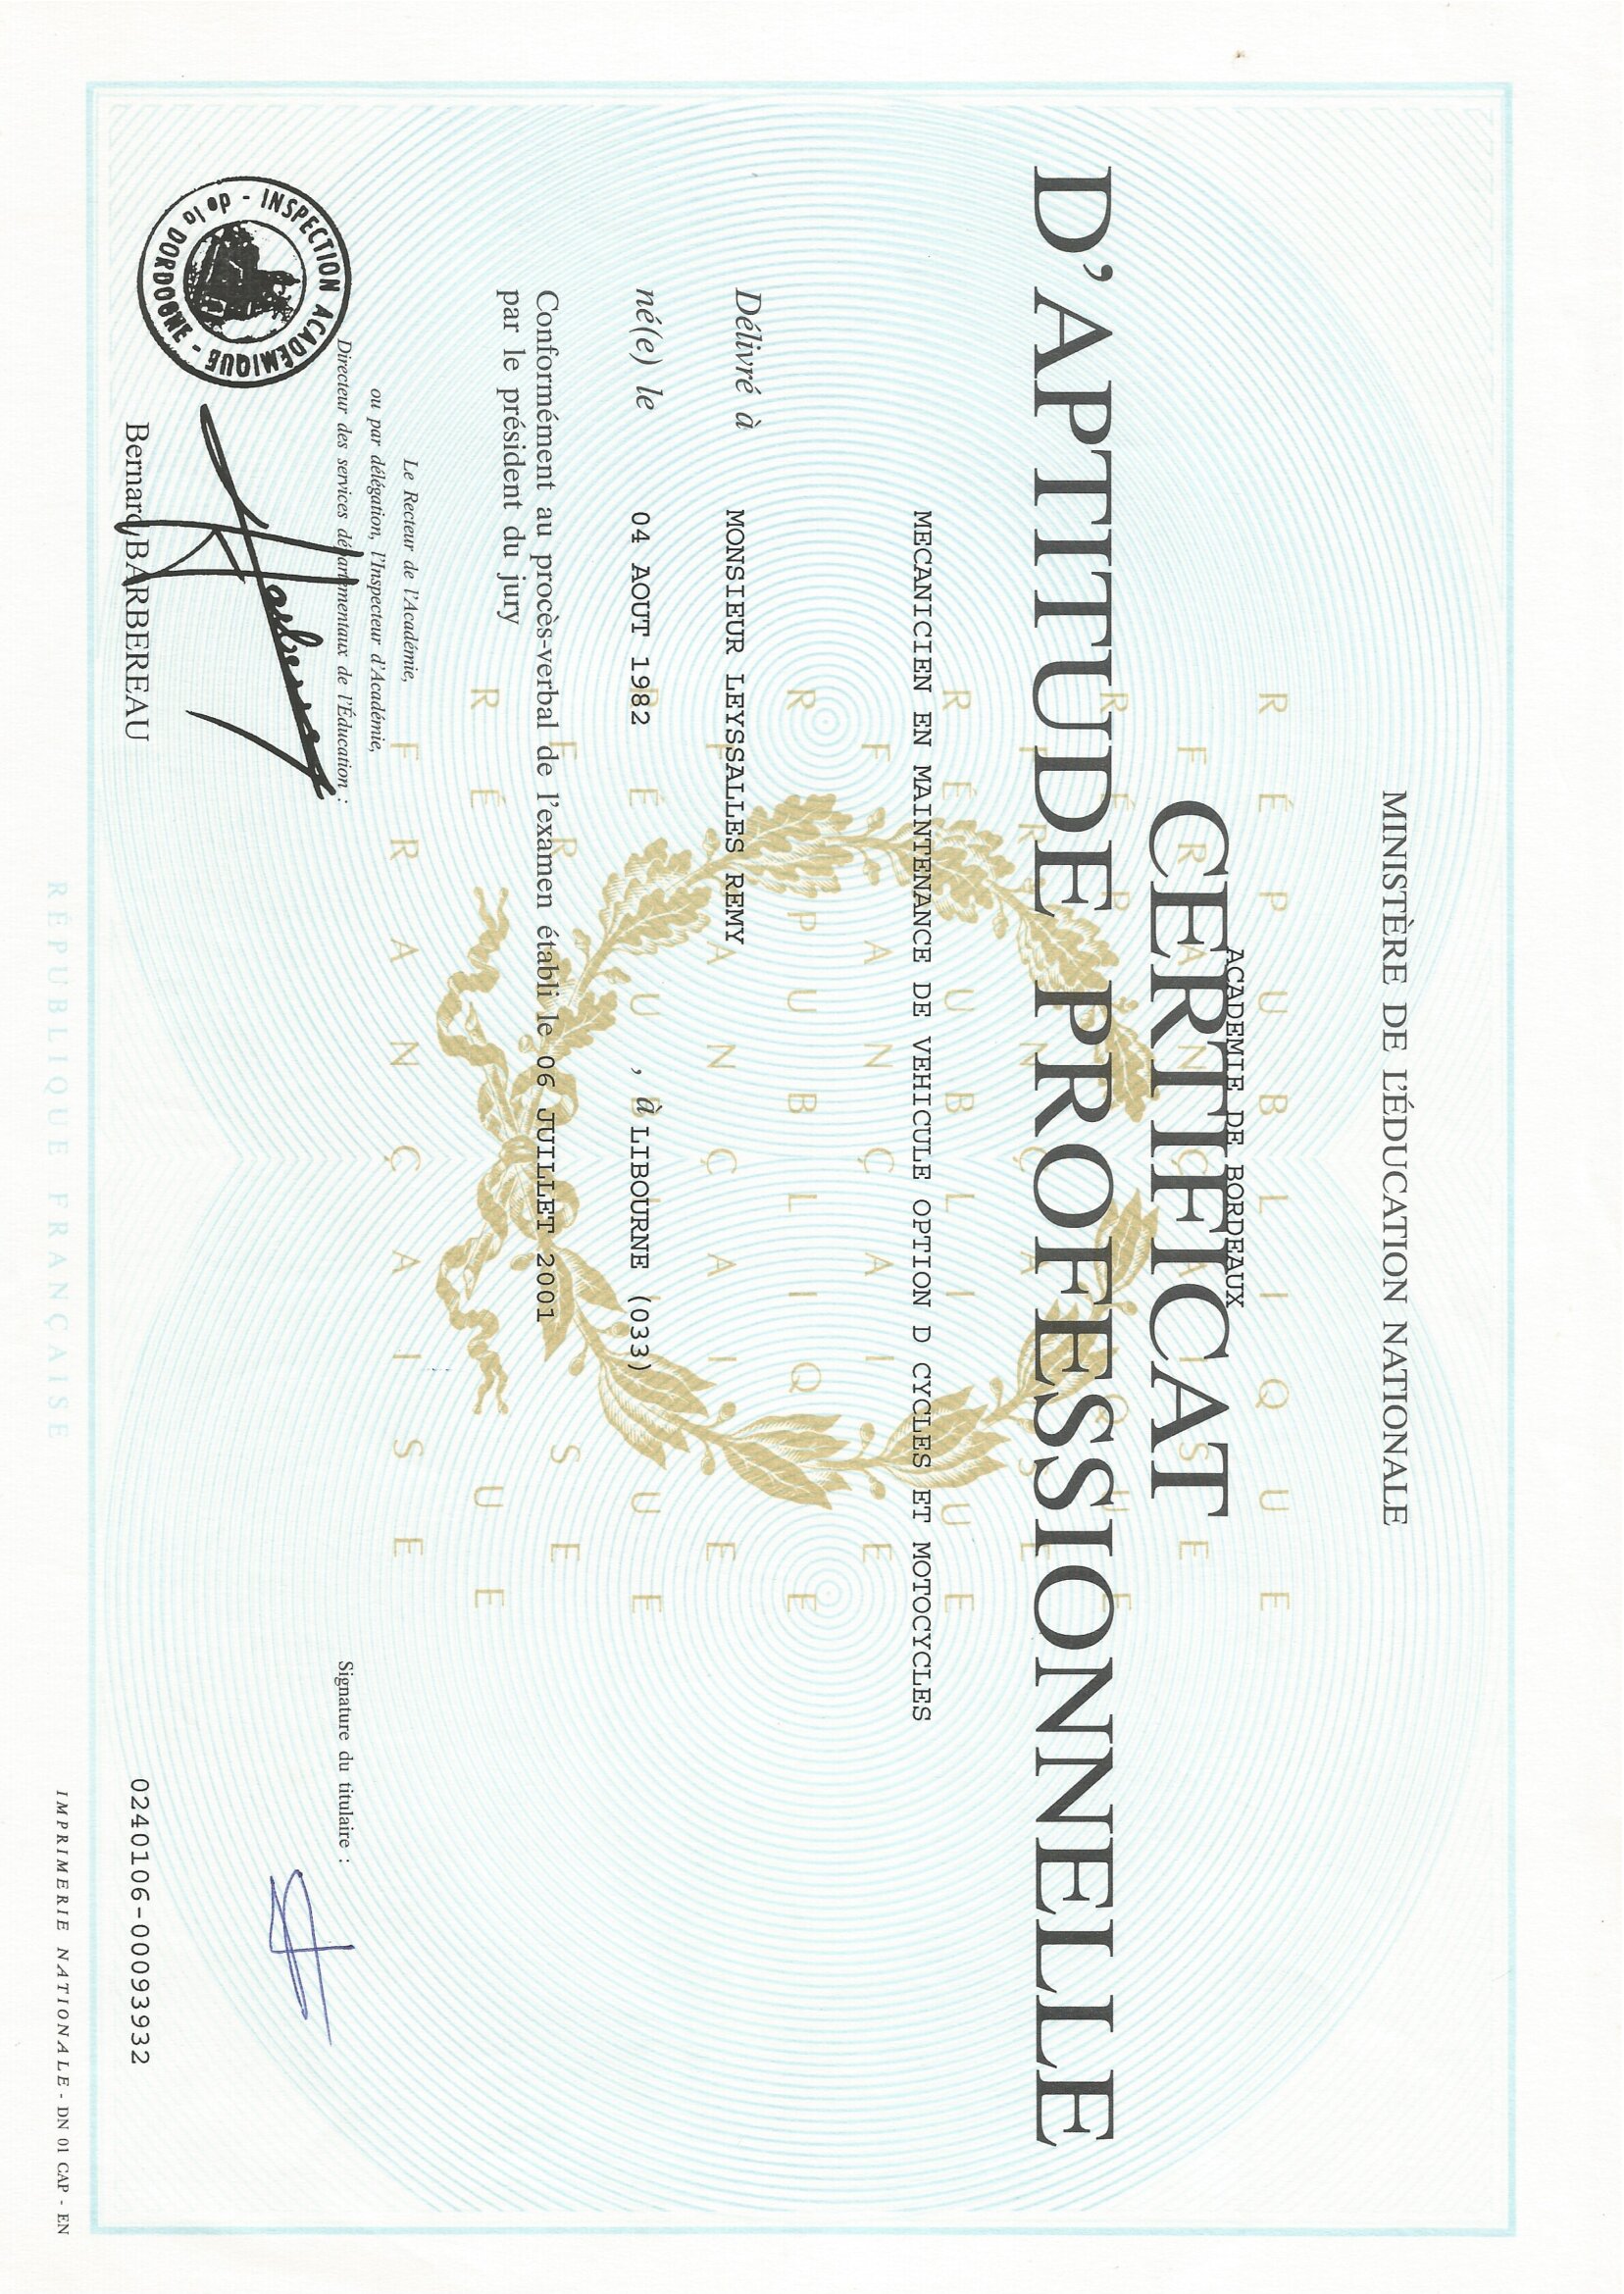 MINISTÈRE DE L'ÉDUCATION NATIONALE
RÉPUBLIQUE
ACADEMIE DE BORDEAUX
FRANÇAISE
CERTIFICAT
D'APTITUDE PROFESSIONNELLE
MECANICIEN EN MAINTENANCE DE VEHICULE OPTION D CYCLES ET MOTOCYCLES
Délivré à MONSIEUR LEYSSALLES REMY
né(e) le 04 AOUT 1982 , à LIBOURNE (033)
Conformément au procès-verbal de l'examen établi le 06 JUILLET 2001
par le président du jury
FRANÇAISE
Le Recteur de l'Académie,
ou par délégation, l'Inspecteur d'Académie,
Directeur des services départementaux de l'Éducation :
Signature du titulaire :
- INSPECTION ACADÉMIQUE -
de la DORDOGNE
Bernard BARBEREAU
0240106-00093932
RÉPUBLIQUE FRANÇAISE
IMPRIMERIE NATIONALE - DN 01 CAP - EN